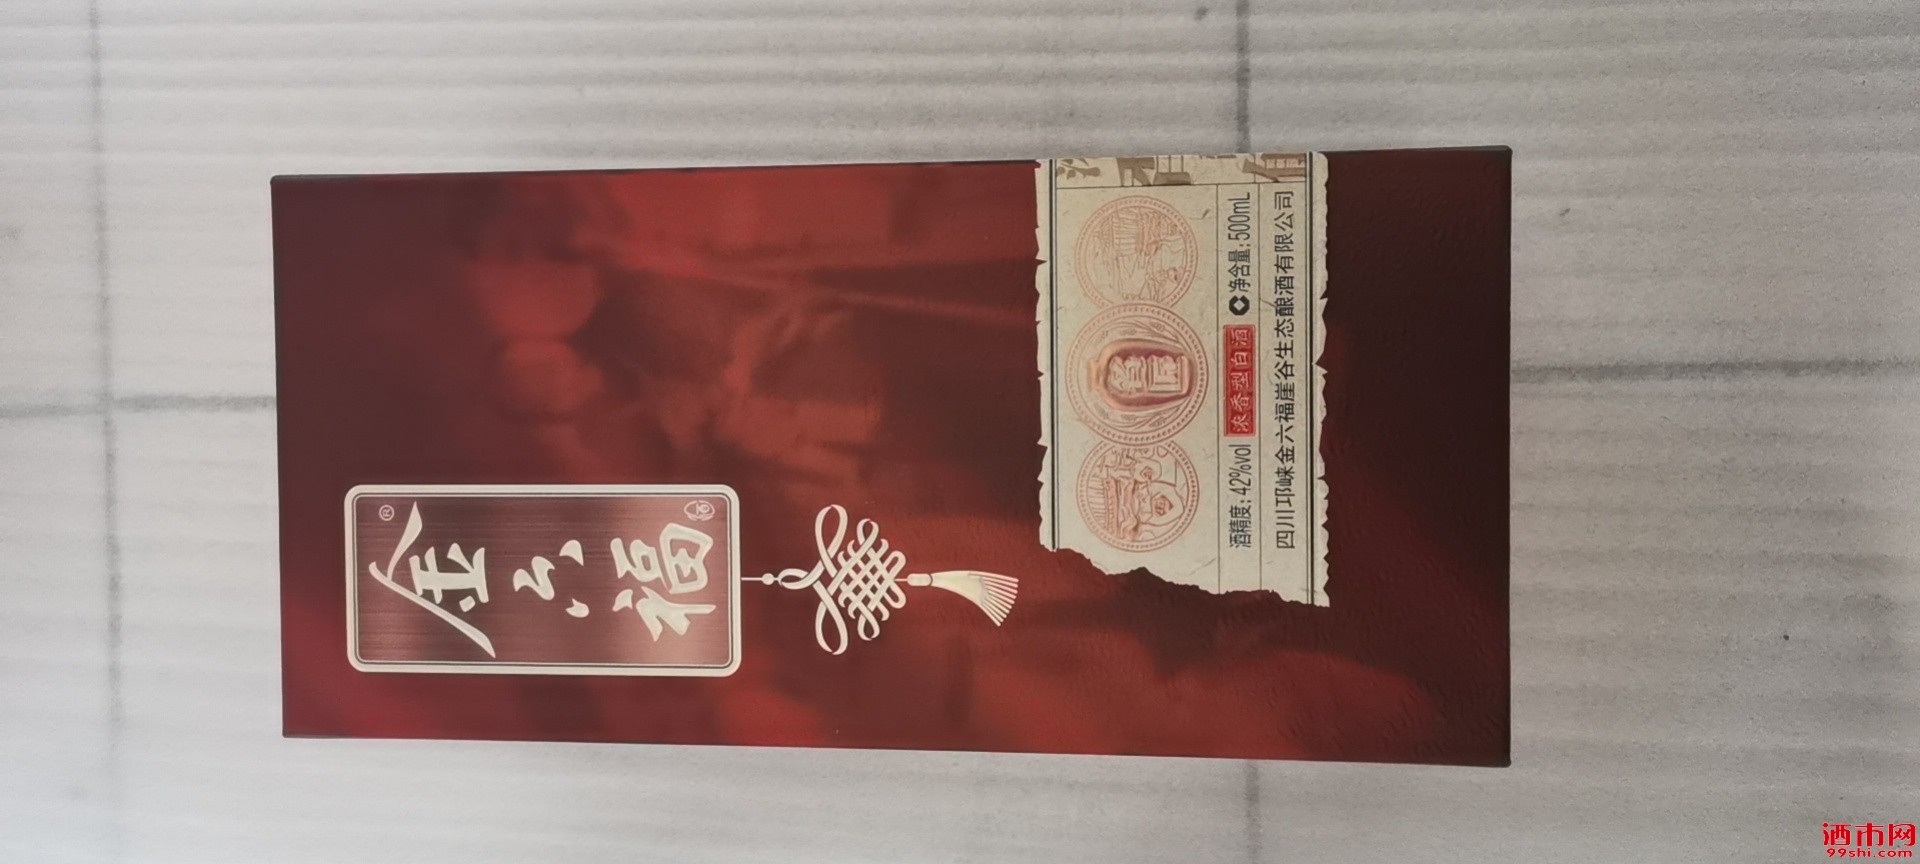 金六福
®
酒精度：42%vol 浓香型白酒 净含量：500mL
四川邛崃金六福崖谷生态酿酒有限公司
酒市网
99shi.com